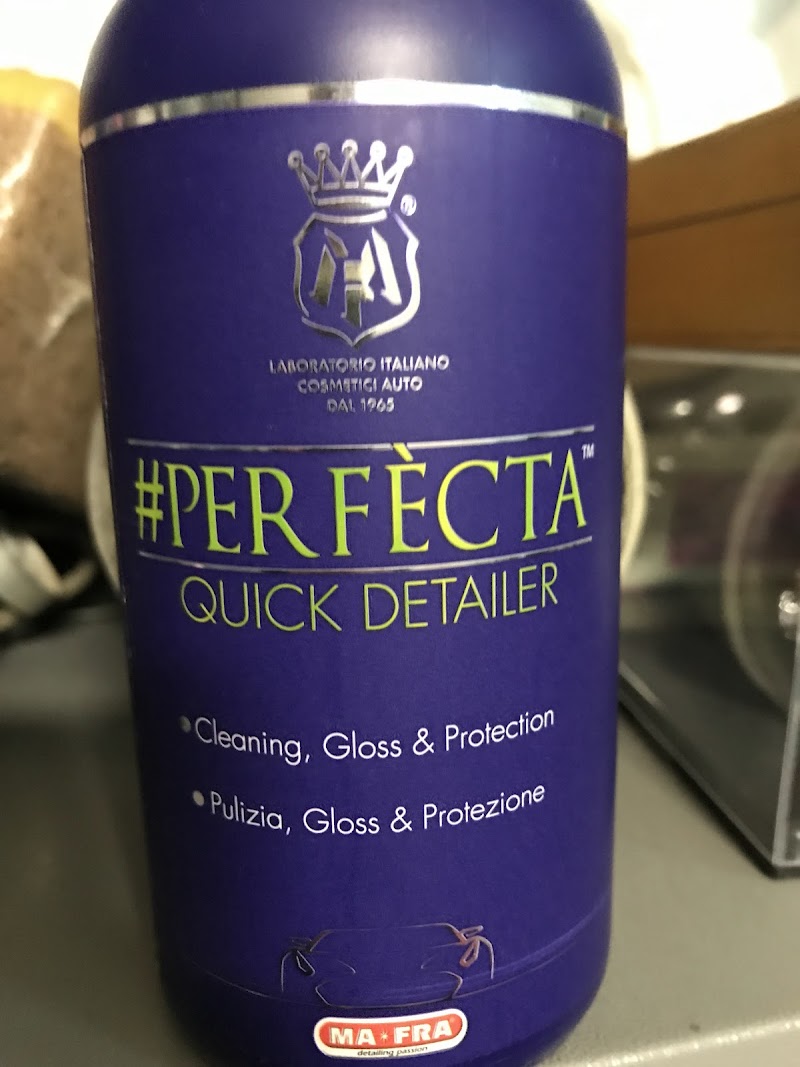 LABORATORIO ITALIANO
COSMETICI AUTO
DAL 1965
#PERFÈCTA™
QUICK DETAILER
• Cleaning, Gloss & Protection
• Pulizia, Gloss & Protezione
MA*FRA®
detailing passion